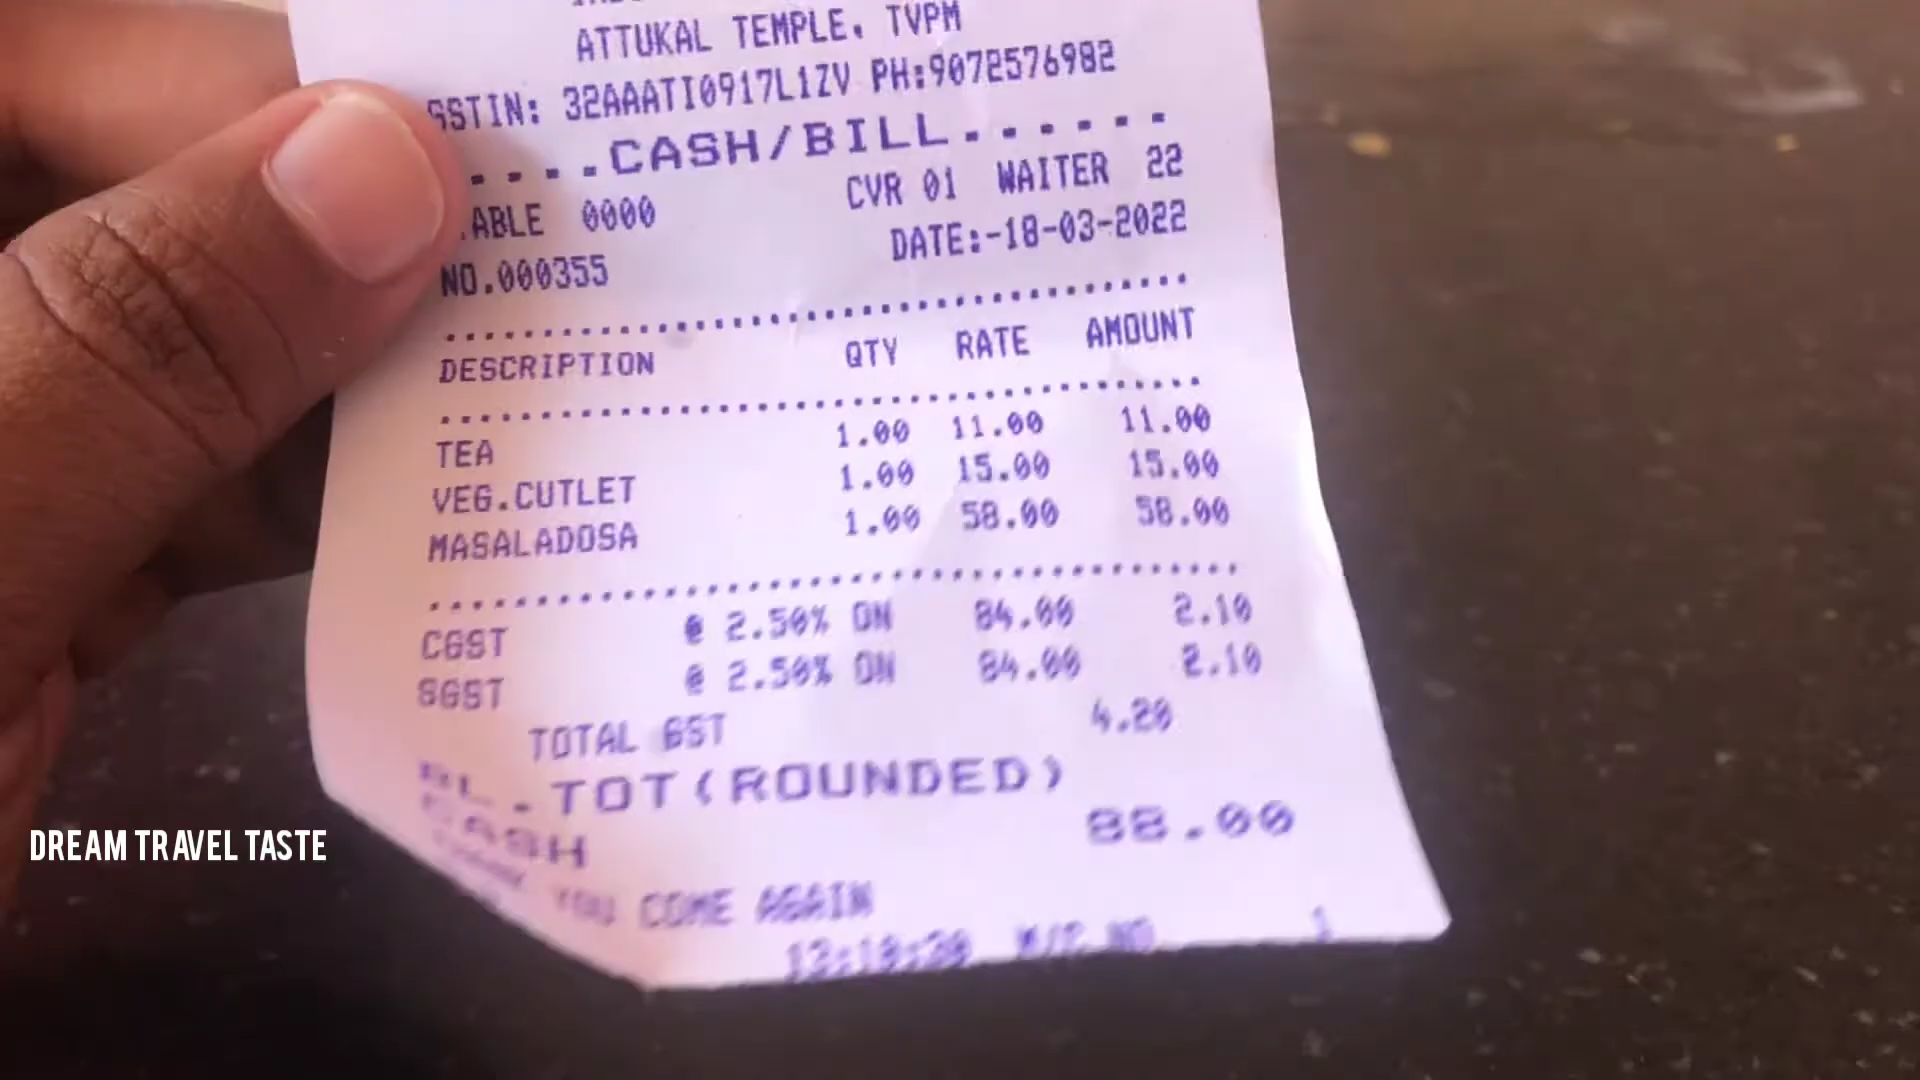 ATTUKAL TEMPLE. TVPM
GSTIN: 32AAATI0917L1ZV PH:9072576982
....CASH/BILL......
.ABLE 0000 CVR 01 WAITER 22
NO.000355 DATE:-18-03-2022
DESCRIPTION QTY RATE AMOUNT
TEA 1.00 11.00 11.00
VEG.CUTLET 1.00 15.00 15.00
MASALADOSA 1.00 58.00 58.00
CGST @ 2.50% ON 84.00 2.10
SGST @ 2.50% ON 84.00 2.10
TOTAL GST 4.20
.TOT(ROUNDED)
CASH 88.00
YOU COME AGAIN
M/C NO 1
DREAM TRAVEL TASTE